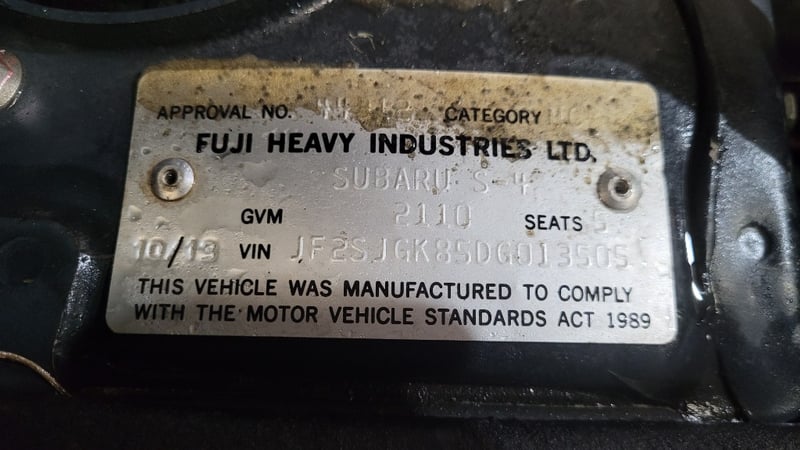 APPROVAL NO. CATEGORY
FUJI HEAVY INDUSTRIES LTD.
SUBARU S-4
GVM 2110 SEATS 5
10/13 VIN JF2SJGK85DG013505
THIS VEHICLE WAS MANUFACTURED TO COMPLY
WITH THE MOTOR VEHICLE STANDARDS ACT 1989